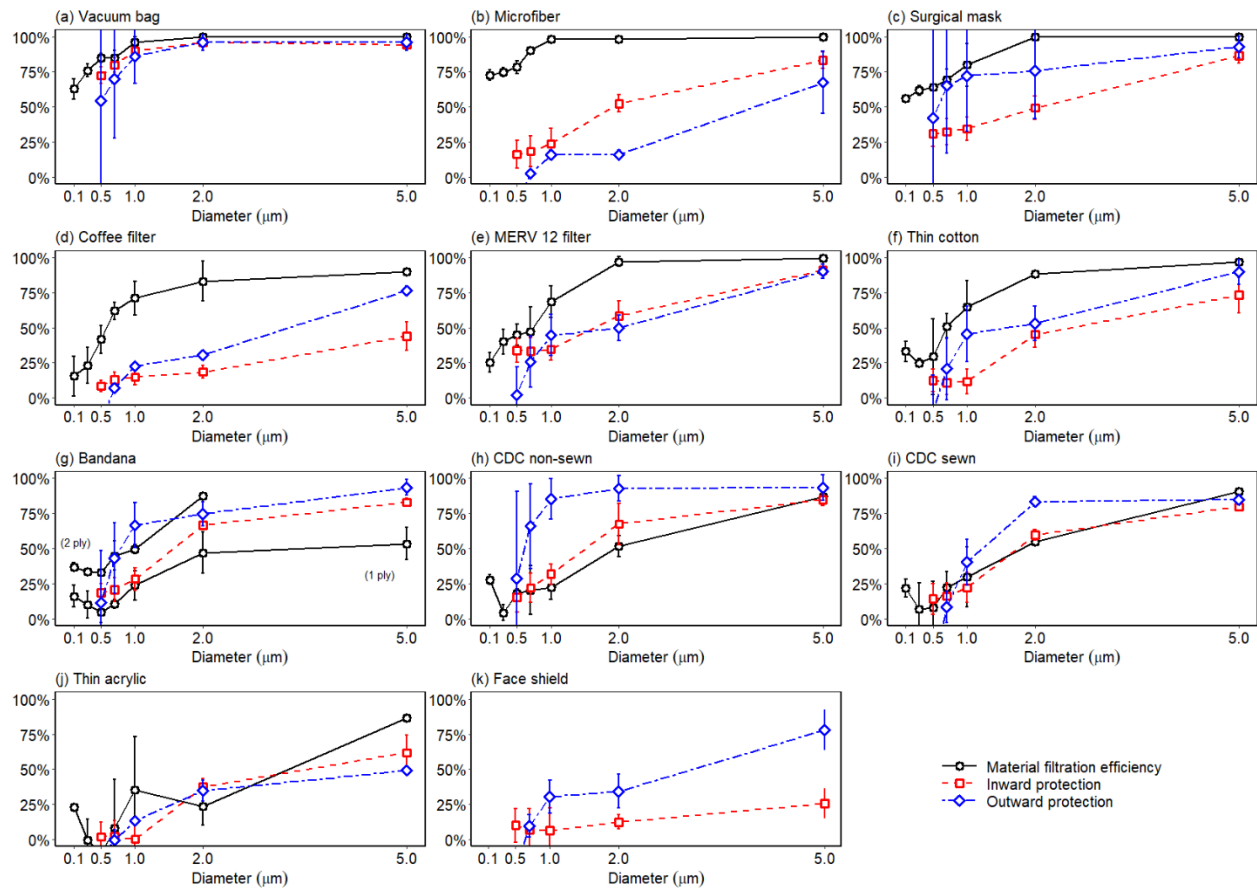 (a) Vacuum bag
100%
75%
50%
25%
0%
0.1 0.5 1.0 2.0 5.0
Diameter (μm)
(b) Microfiber
100%
75%
50%
25%
0%
0.1 0.5 1.0 2.0 5.0
Diameter (μm)
(c) Surgical mask
100%
75%
50%
25%
0%
0.1 0.5 1.0 2.0 5.0
Diameter (μm)
(d) Coffee filter
100%
75%
50%
25%
0%
0.1 0.5 1.0 2.0 5.0
Diameter (μm)
(e) MERV 12 filter
100%
75%
50%
25%
0%
0.1 0.5 1.0 2.0 5.0
Diameter (μm)
(f) Thin cotton
100%
75%
50%
25%
0%
0.1 0.5 1.0 2.0 5.0
Diameter (μm)
(g) Bandana
100%
75%
50%
25%
0%
(2 ply)
(1 ply)
0.1 0.5 1.0 2.0 5.0
Diameter (μm)
(h) CDC non-sewn
100%
75%
50%
25%
0%
0.1 0.5 1.0 2.0 5.0
Diameter (μm)
(i) CDC sewn
100%
75%
50%
25%
0%
0.1 0.5 1.0 2.0 5.0
Diameter (μm)
(j) Thin acrylic
100%
75%
50%
25%
0%
0.1 0.5 1.0 2.0 5.0
Diameter (μm)
(k) Face shield
100%
75%
50%
25%
0%
0.1 0.5 1.0 2.0 5.0
Diameter (μm)
Material filtration efficiency
Inward protection
Outward protection